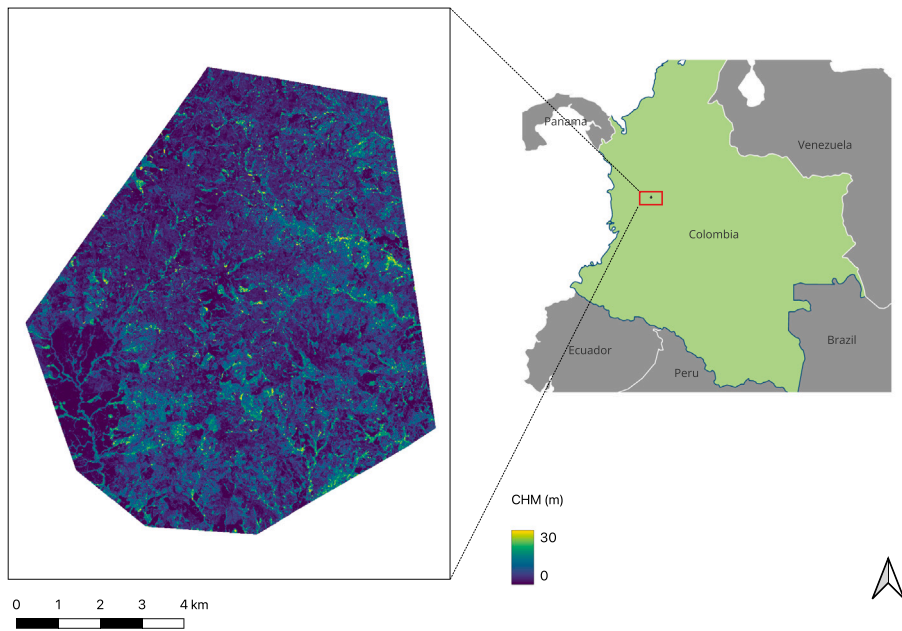 Panama
Venezuela
Colombia
Ecuador
Peru
Brazil
CHM (m)
30
0
0 1 2 3 4 km